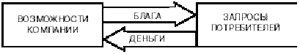 ВОЗМОЖНОСТИ
КОМПАНИИ
БЛАГА
ДЕНЬГИ
ЗАПРОСЫ
ПОТРЕБИТЕЛЕЙ